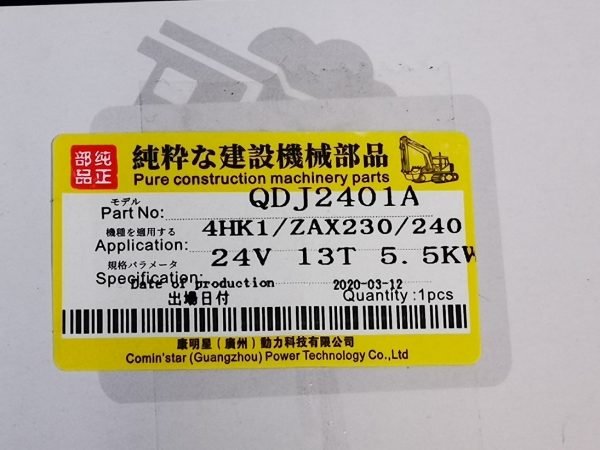 純正
部品
純粋な建設機械部品
Pure construction machinery parts
モデル
Part No: QDJ2401A
機種を適用する
Application: 4HK1/ZAX230/240
規格パラメータ
Specification: 24V 13T 5.5KW
Date of production 2020-03-12
出場日付 Quantity:1pcs
康明星（廣州）動力科技有限公司
Comin'star (Guangzhou) Power Technology Co.,Ltd